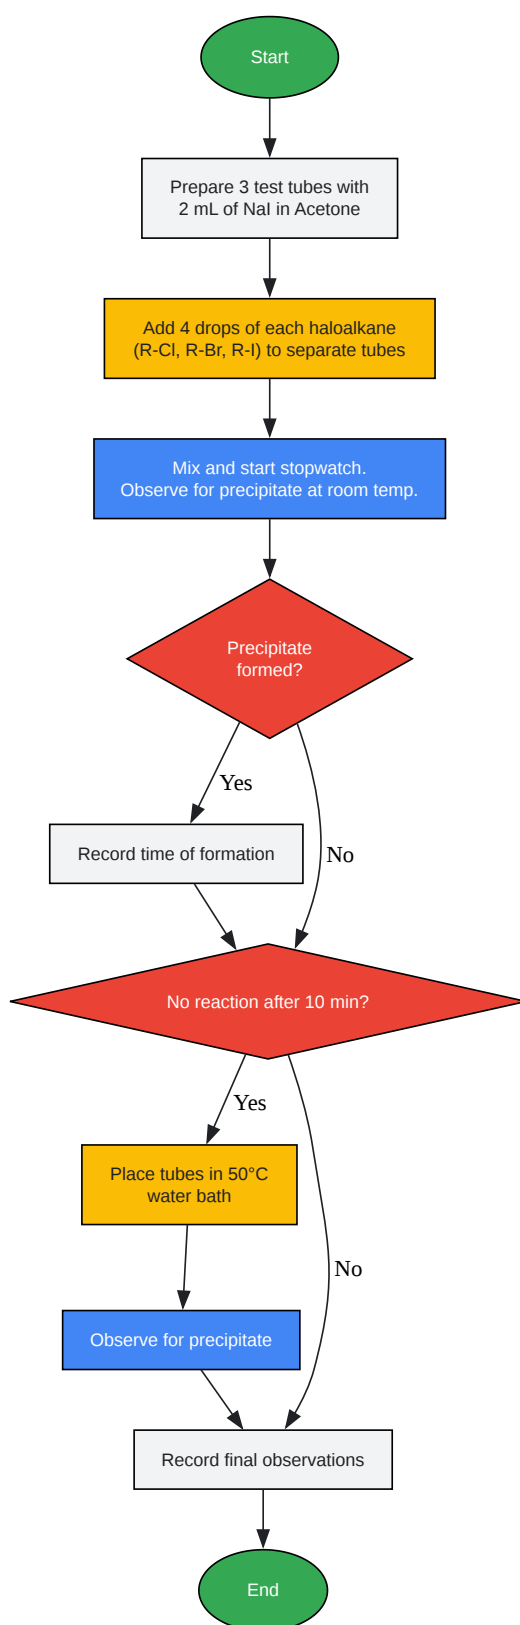 Start
Prepare 3 test tubes with
2 mL of NaI in Acetone
Add 4 drops of each haloalkane
(R-Cl, R-Br, R-I) to separate tubes
Mix and start stopwatch.
Observe for precipitate at room temp.
Precipitate
formed?
Yes
Record time of formation
No
No reaction after 10 min?
Yes
Place tubes in 50°C
water bath
No
Observe for precipitate
Record final observations
End